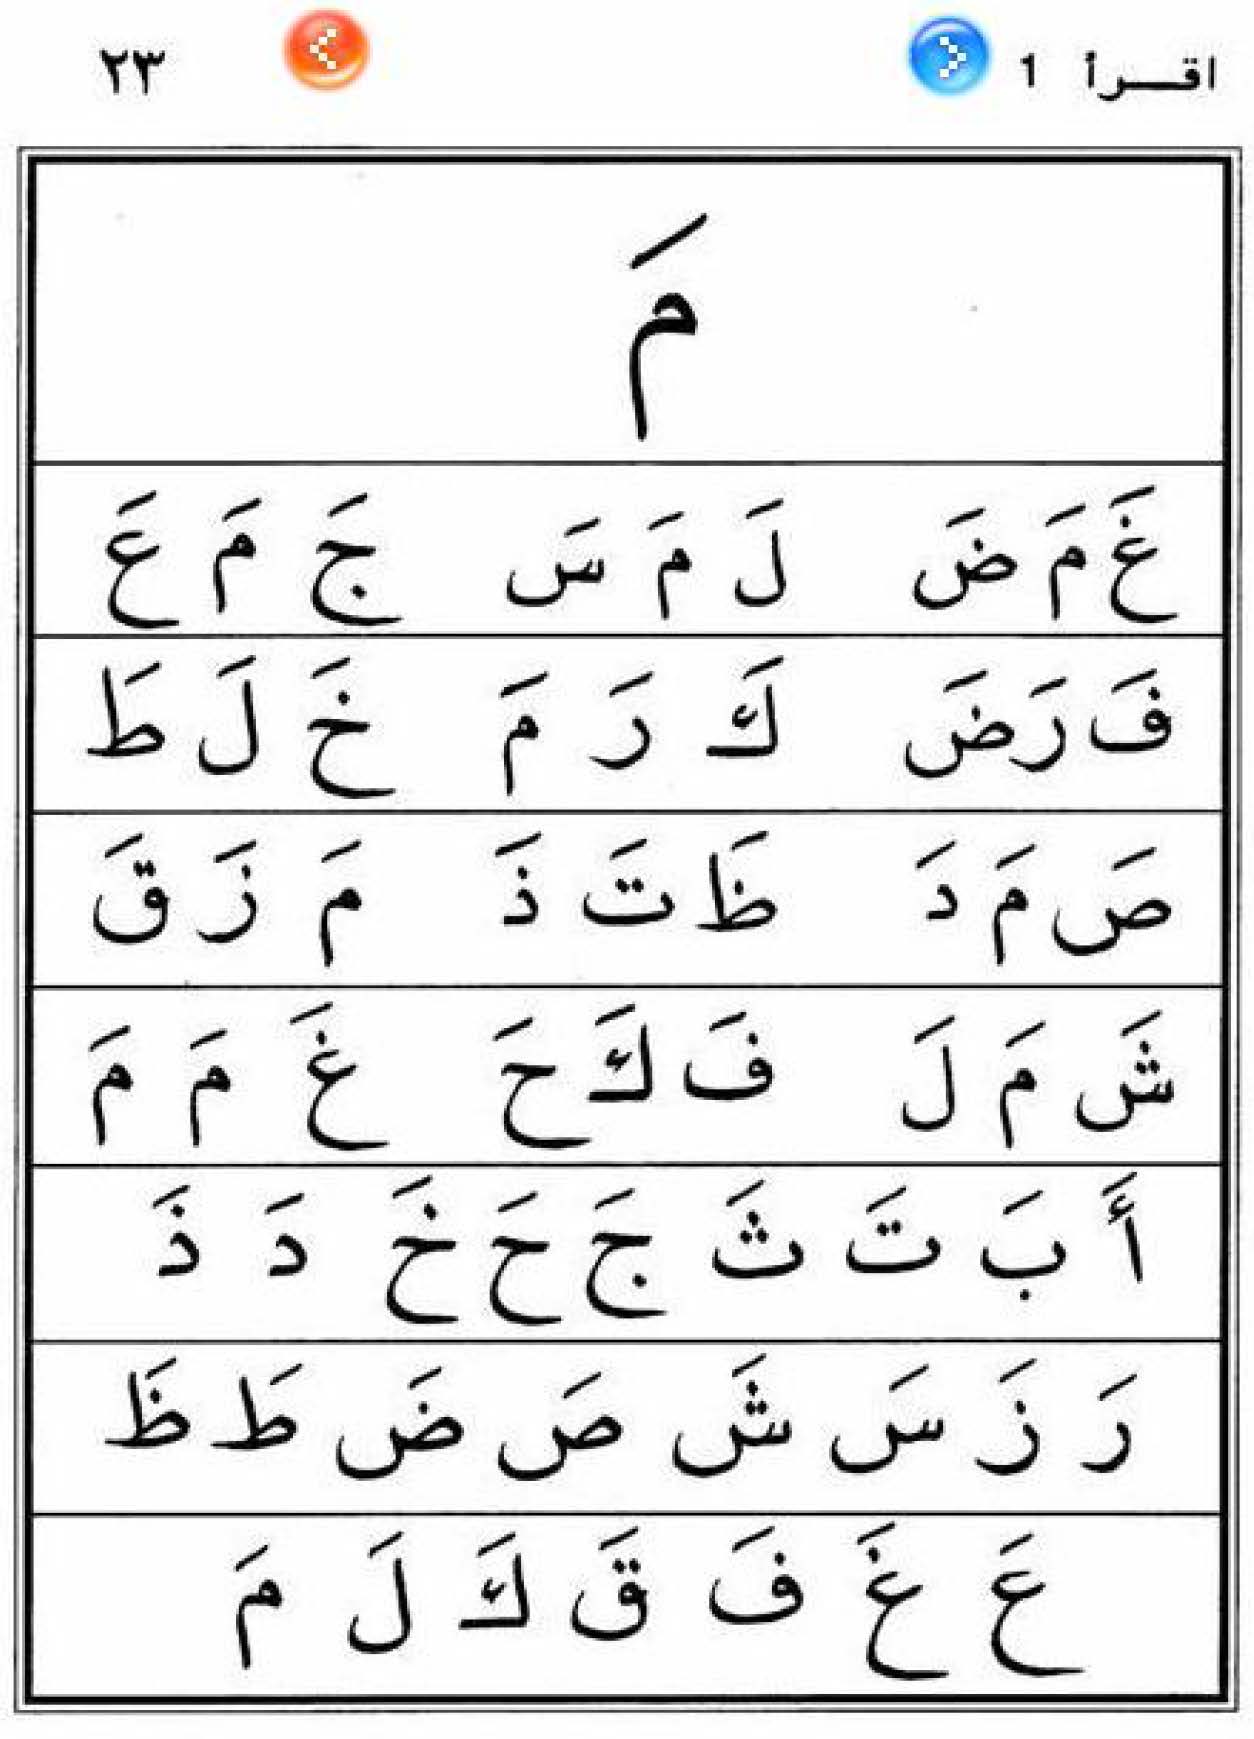 اقـــرأ 1 ٢٣
مَ
غَ مَ ضَ لَ مَ سَ جَ مَ عَ
فَ رَ ضَ كَ رَ مَ خَ لَ طَ
صَ مَ دَ ظَ تَ ذَ مَ زَ قَ
شَ مَ لَ فَ كَ حَ غَ مَ مَ
أَ بَ تَ ثَ جَ حَ خَ دَ ذَ
رَ زَ سَ شَ صَ ضَ طَ ظَ
عَ غَ فَ قَ كَ لَ مَ